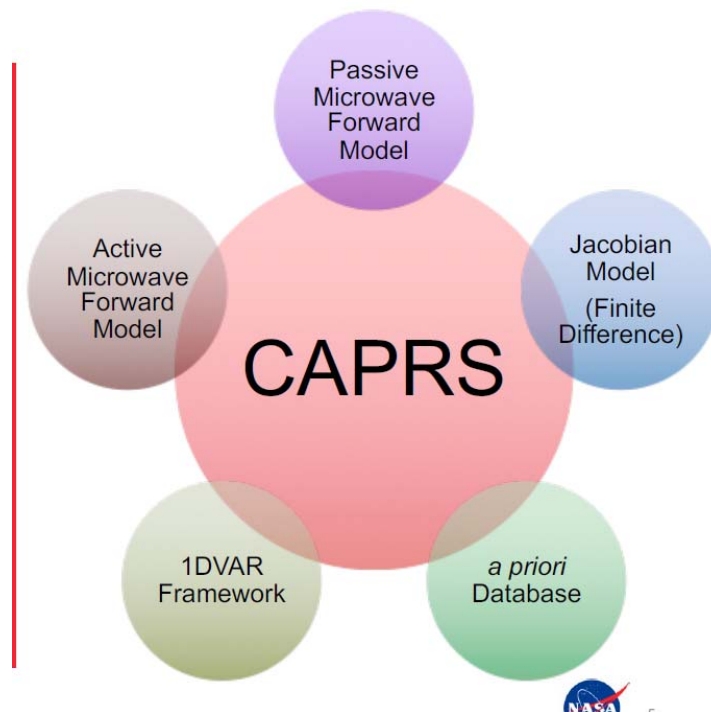 Passive
Microwave
Forward
Model
Active
Microwave
Forward
Model
Jacobian
Model
(Finite
Difference)
CAPRS
1DVAR
Framework
a priori
Database
NASA